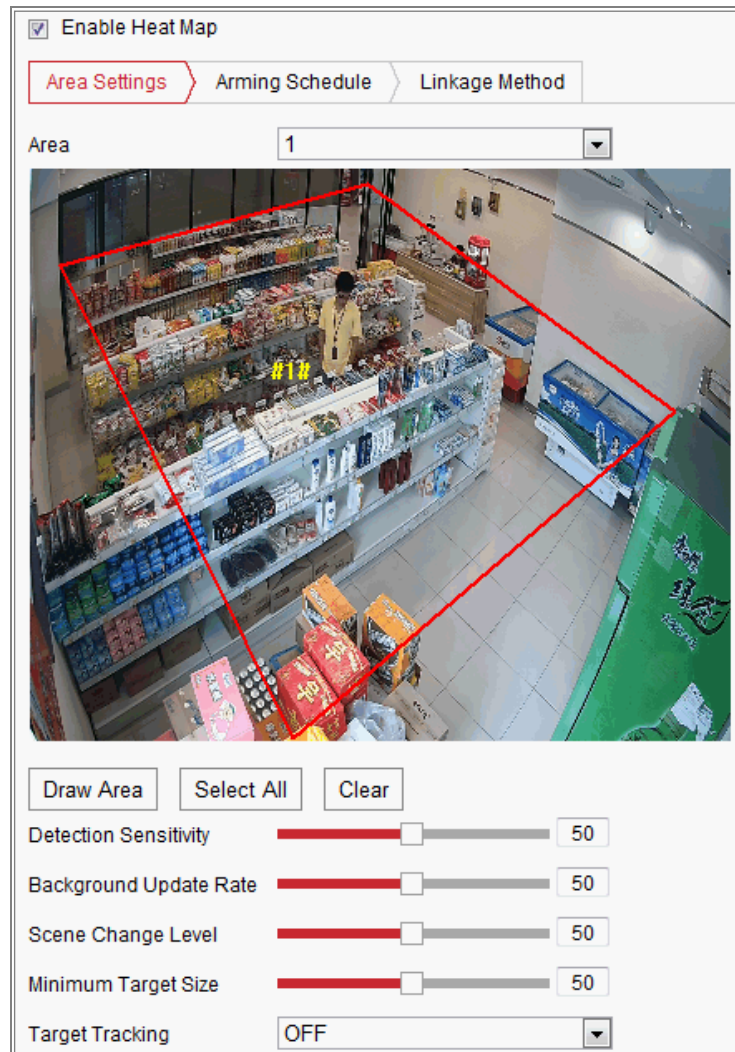 Enable Heat Map
Area Settings Arming Schedule Linkage Method
Area 1
#1#
Draw Area Select All Clear
Detection Sensitivity 50
Background Update Rate 50
Scene Change Level 50
Minimum Target Size 50
Target Tracking OFF